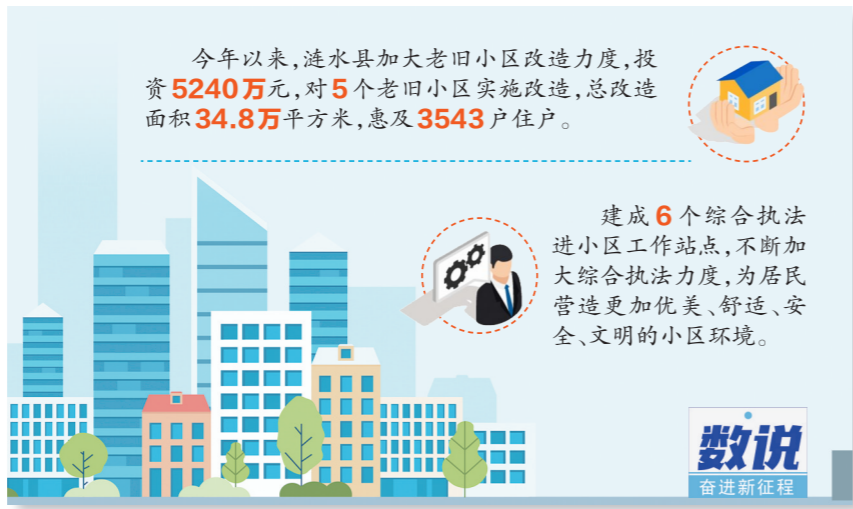 今年以来,涟水县加大老旧小区改造力度,投
资5240万元,对5个老旧小区实施改造,总改造
面积34.8万平方米,惠及3543户住户。
建成6个综合执法
进小区工作站点,不断加
大综合执法力度,为居民
营造更加优美、舒适、安
全、文明的小区环境。
数说
奋进新征程